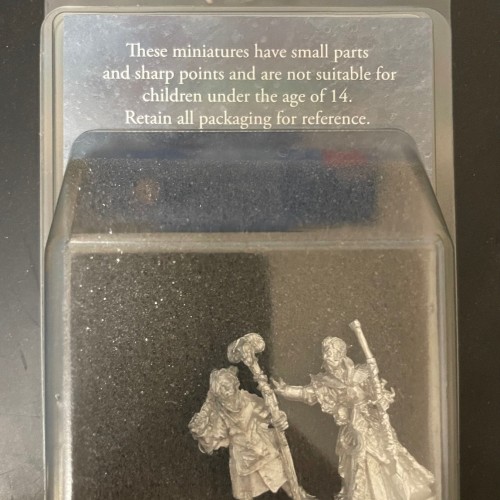 These miniatures have small parts
and sharp points and are not suitable for
children under the age of 14.
Retain all packaging for reference.